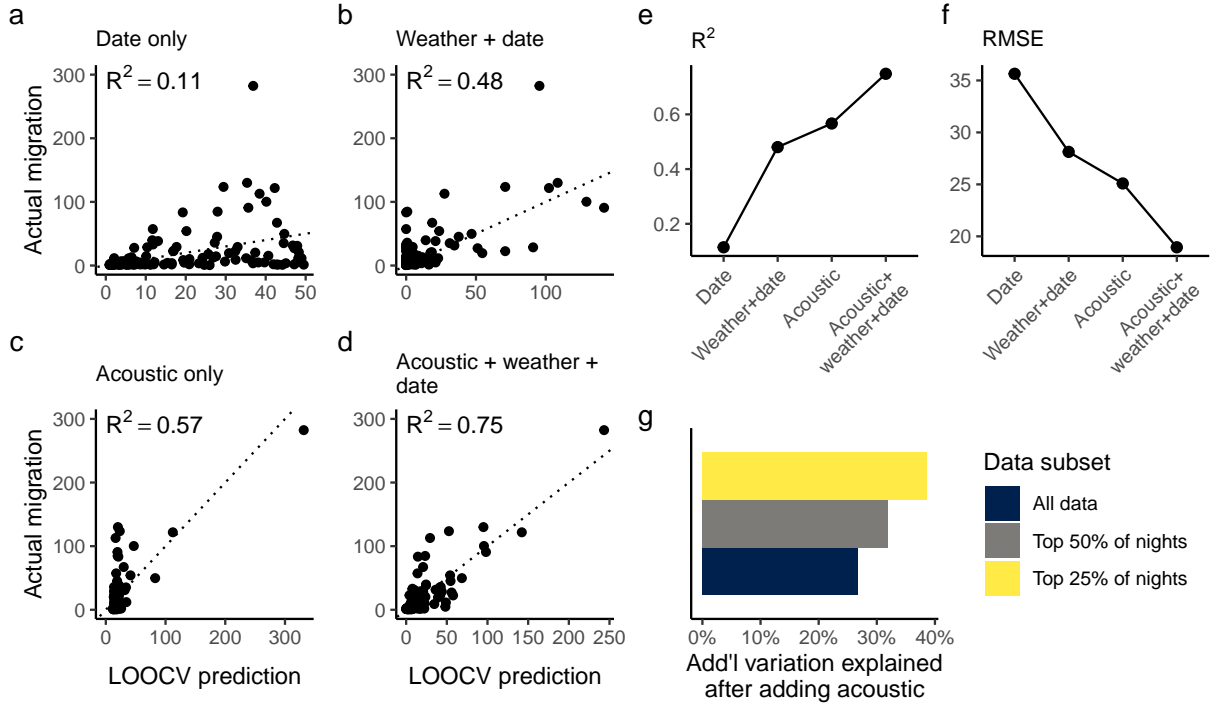 a
Date only
R² = 0.11
Actual migration
300
200
100
0
0 10 20 30 40 50
b
Weather + date
R² = 0.48
300
200
100
0
0 50 100
c
Acoustic only
R² = 0.57
Actual migration
300
200
100
0
0 100 200 300
LOOCV prediction
d
Acoustic + weather +
date
R² = 0.75
300
200
100
0
0 50 100 150 200 250
LOOCV prediction
e
R²
0.6
0.4
0.2
Date
Weather+date
Acoustic
Acoustic+
weather+date
f
RMSE
35
30
25
20
Date
Weather+date
Acoustic
Acoustic+
weather+date
g
0% 10% 20% 30% 40%
Add'l variation explained
after adding acoustic
Data subset
All data
Top 50% of nights
Top 25% of nights